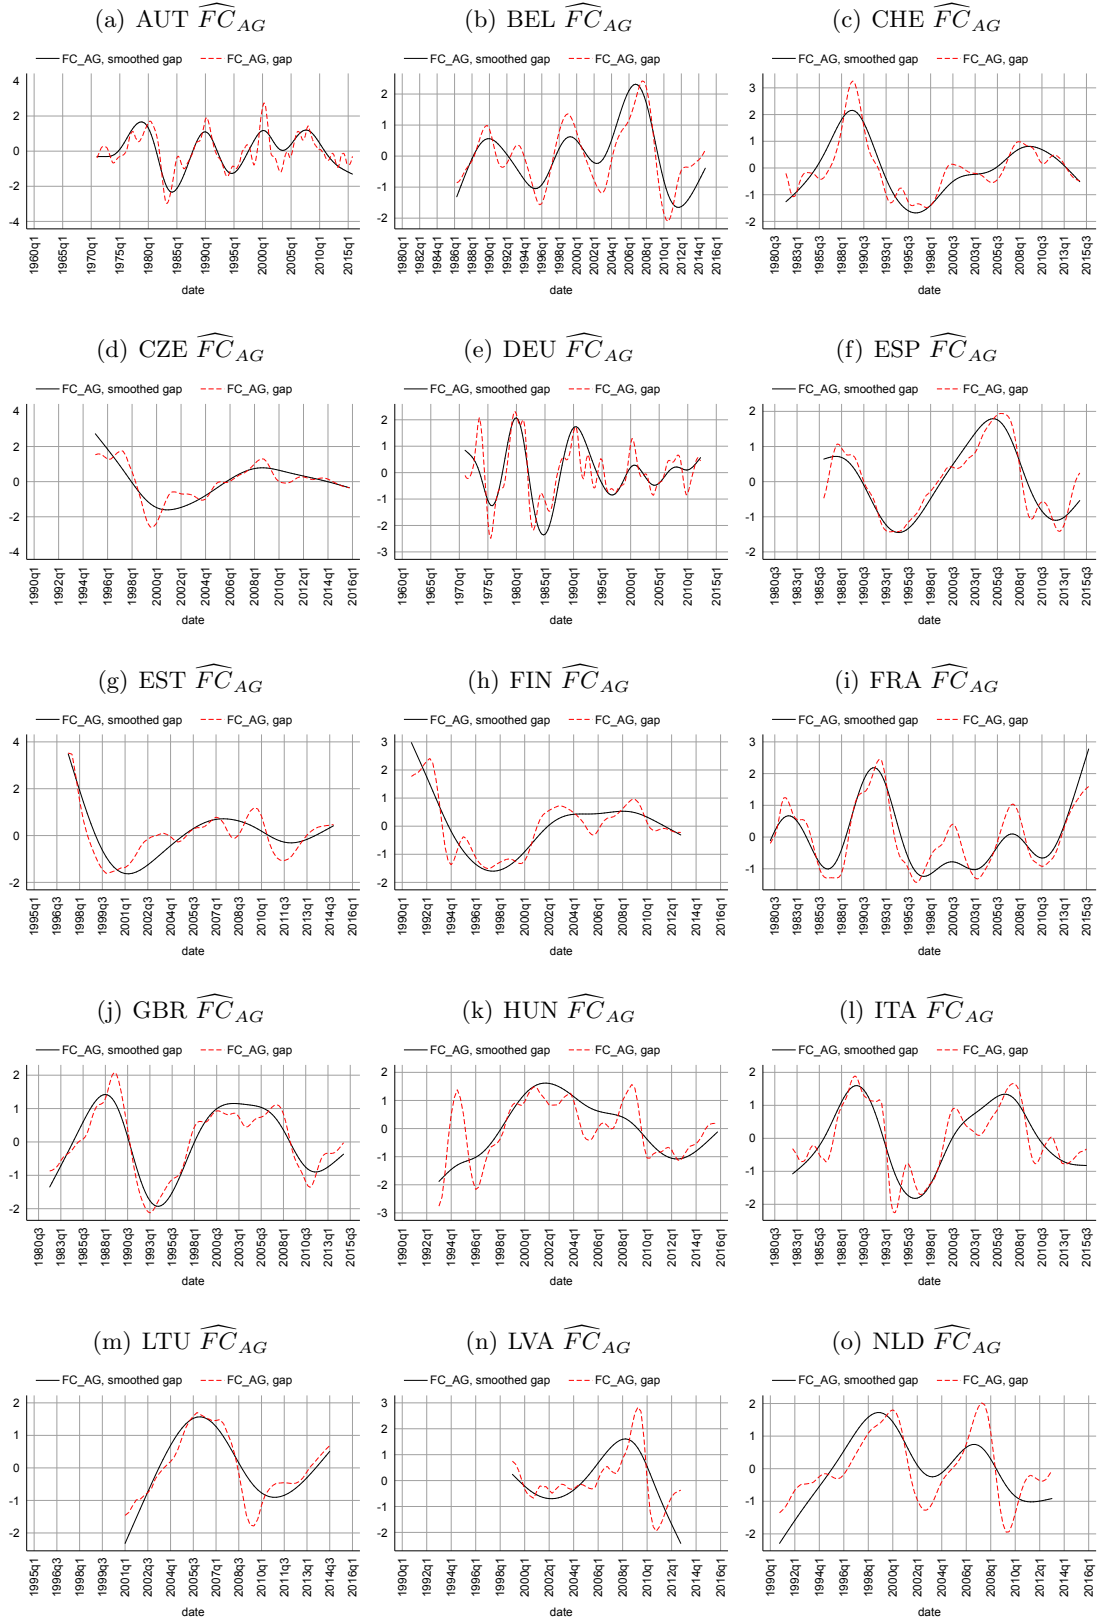 (a) AUT FC_AG
(b) BEL FC_AG
(c) CHE FC_AG
FC_AG, smoothed gap FC_AG, gap
FC_AG, smoothed gap FC_AG, gap
FC_AG, smoothed gap FC_AG, gap
4 2 0 -2 -4
1960q1 1965q1 1970q1 1975q1 1980q1 1985q1 1990q1 1995q1 2000q1 2005q1 2010q1 2015q1
date
2 1 0 -1 -2
1980q1 1982q1 1984q1 1986q1 1988q1 1990q1 1992q1 1994q1 1996q1 1998q1 2000q1 2002q1 2004q1 2006q1 2008q1 2010q1 2012q1 2014q1 2016q1
date
3 2 1 0 -1 -2
1980q3 1983q1 1985q3 1988q1 1990q3 1993q1 1995q3 1998q1 2000q3 2003q1 2005q3 2008q1 2010q3 2013q1 2015q3
date
(d) CZE FC_AG
(e) DEU FC_AG
(f) ESP FC_AG
FC_AG, smoothed gap FC_AG, gap
FC_AG, smoothed gap FC_AG, gap
FC_AG, smoothed gap FC_AG, gap
4 2 0 -2 -4
1990q1 1992q1 1994q1 1996q1 1998q1 2000q1 2002q1 2004q1 2006q1 2008q1 2010q1 2012q1 2014q1 2016q1
date
2 1 0 -1 -2 -3
1960q1 1965q1 1970q1 1975q1 1980q1 1985q1 1990q1 1995q1 2000q1 2005q1 2010q1 2015q1
date
2 1 0 -1 -2
1980q3 1983q1 1985q3 1988q1 1990q3 1993q1 1995q3 1998q1 2000q3 2003q1 2005q3 2008q1 2010q3 2013q1 2015q3
date
(g) EST FC_AG
(h) FIN FC_AG
(i) FRA FC_AG
FC_AG, smoothed gap FC_AG, gap
FC_AG, smoothed gap FC_AG, gap
FC_AG, smoothed gap FC_AG, gap
4 2 0 -2
1995q1 1996q3 1998q1 1999q3 2001q1 2002q3 2004q1 2005q3 2007q1 2008q3 2010q1 2011q3 2013q1 2014q3 2016q1
date
3 2 1 0 -1 -2
1990q1 1992q1 1994q1 1996q1 1998q1 2000q1 2002q1 2004q1 2006q1 2008q1 2010q1 2012q1 2014q1 2016q1
date
3 2 1 0 -1
1980q3 1983q1 1985q3 1988q1 1990q3 1993q1 1995q3 1998q1 2000q3 2003q1 2005q3 2008q1 2010q3 2013q1 2015q3
date
(j) GBR FC_AG
(k) HUN FC_AG
(l) ITA FC_AG
FC_AG, smoothed gap FC_AG, gap
FC_AG, smoothed gap FC_AG, gap
FC_AG, smoothed gap FC_AG, gap
2 1 0 -1 -2
1980q3 1983q1 1985q3 1988q1 1990q3 1993q1 1995q3 1998q1 2000q3 2003q1 2005q3 2008q1 2010q3 2013q1 2015q3
date
2 1 0 -1 -2 -3
1990q1 1992q1 1994q1 1996q1 1998q1 2000q1 2002q1 2004q1 2006q1 2008q1 2010q1 2012q1 2014q1 2016q1
date
2 1 0 -1 -2
1980q3 1983q1 1985q3 1988q1 1990q3 1993q1 1995q3 1998q1 2000q3 2003q1 2005q3 2008q1 2010q3 2013q1 2015q3
date
(m) LTU FC_AG
(n) LVA FC_AG
(o) NLD FC_AG
FC_AG, smoothed gap FC_AG, gap
FC_AG, smoothed gap FC_AG, gap
FC_AG, smoothed gap FC_AG, gap
2 1 0 -1 -2
1995q1 1996q3 1998q1 1999q3 2001q1 2002q3 2004q1 2005q3 2007q1 2008q3 2010q1 2011q3 2013q1 2014q3 2016q1
date
3 2 1 0 -1 -2
1990q1 1992q1 1994q1 1996q1 1998q1 2000q1 2002q1 2004q1 2006q1 2008q1 2010q1 2012q1 2014q1 2016q1
date
2 1 0 -1 -2
1990q1 1992q1 1994q1 1996q1 1998q1 2000q1 2002q1 2004q1 2006q1 2008q1 2010q1 2012q1 2014q1 2016q1
date